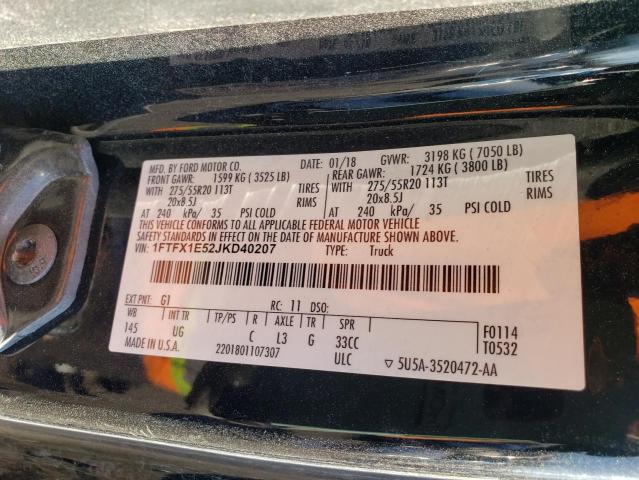 MFD. BY FORD MOTOR CO.
DATE: 01/18 GVWR: 3198 KG ( 7050 LB)
FRONT GAWR: 1599 KG ( 3525 LB) REAR GAWR: 1724 KG ( 3800 LB)
WITH 275/55R20 113T TIRES WITH 275/55R20 113T TIRES
20x8.5J RIMS 20x8.5J RIMS
AT 240 kPa/ 35 PSI COLD AT 240 kPa/ 35 PSI COLD
THIS VEHICLE CONFORMS TO ALL APPLICABLE FEDERAL MOTOR VEHICLE
SAFETY STANDARDS IN EFFECT ON THE DATE OF MANUFACTURE SHOWN ABOVE.
VIN: 1FTFX1E52JKD40207 TYPE: Truck
EXT PNT: G1 RC: 11 DSO:
WB INT TR TP/PS R AXLE TR SPR
145 UG C L3 G 33CC
F0114
T0532
MADE IN U.S.A. 2201801107307 ULC ▽ 5U5A-3520472-AA